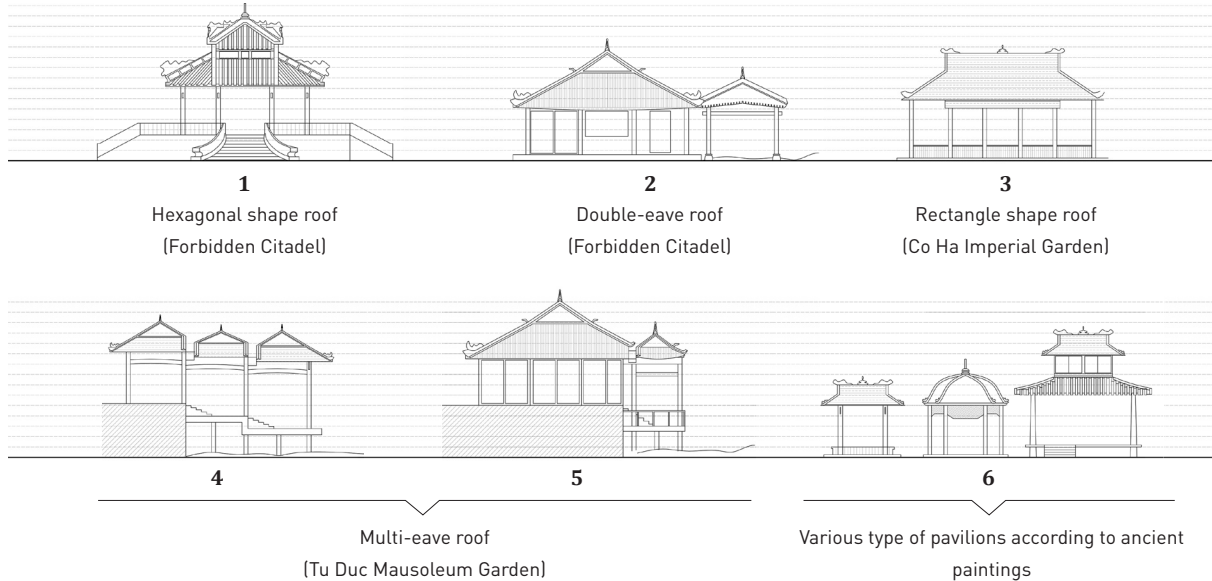 1
Hexagonal shape roof
(Forbidden Citadel)
2
Double-eave roof
(Forbidden Citadel)
3
Rectangle shape roof
(Co Ha Imperial Garden)
4
5
Multi-eave roof
(Tu Duc Mausoleum Garden)
6
Various type of pavilions according to ancient
paintings